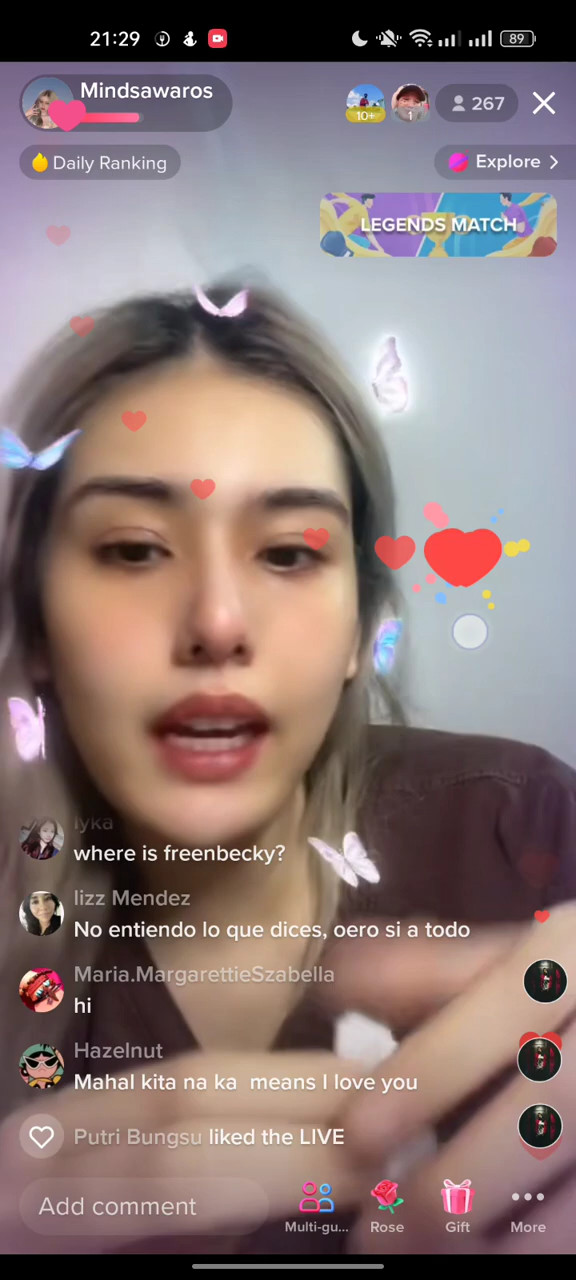 21:29
89
Mindsawaros
10+
1
267
Daily Ranking
Explore
LEGENDS MATCH
lyka
where is freenbecky?
lizz Mendez
No entiendo lo que dices, oero si a todo
Maria.MargarettieSzabella
hi
Hazelnut
Mahal kita na ka means I love you
Putri Bungsu liked the LIVE
Add comment
Multi-gu...
Rose
Gift
More